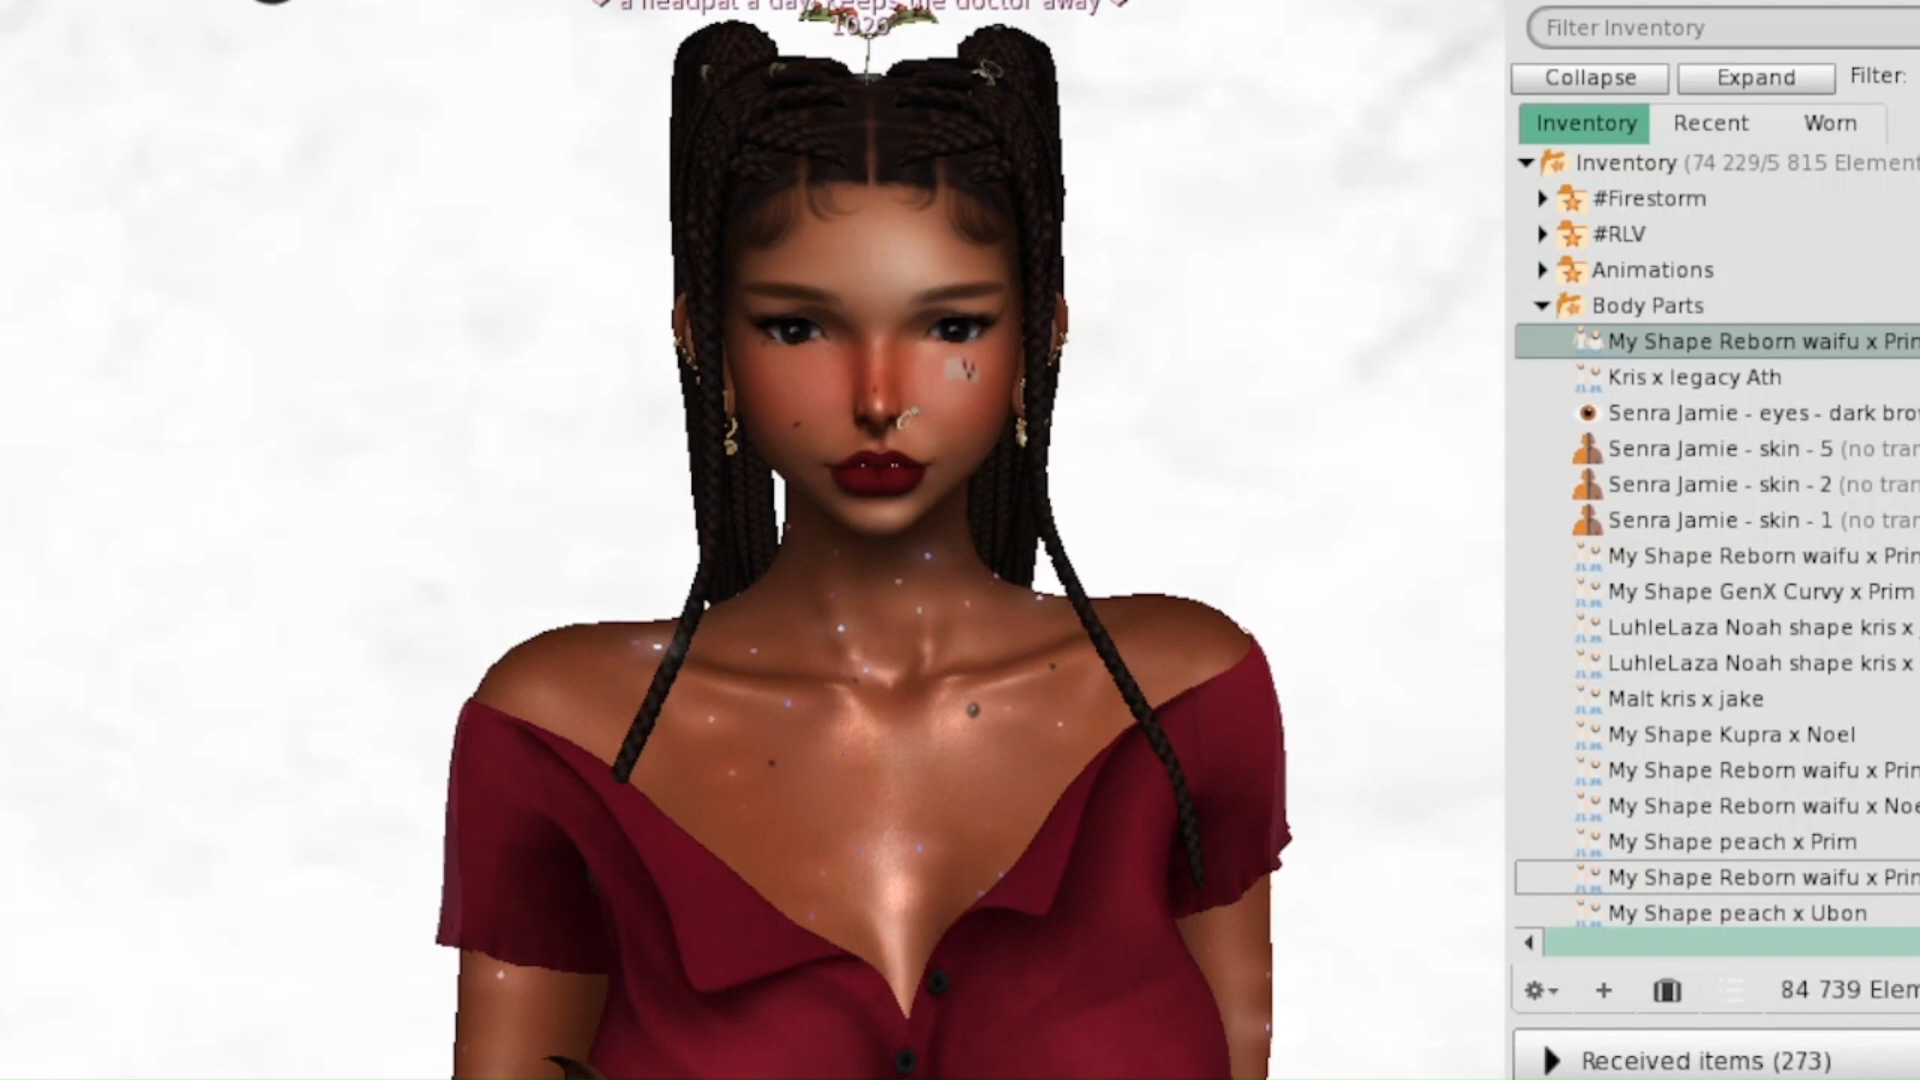 a headpat a day, keeps the doctor away
1026
Filter Inventory
Collapse
Expand
Filter:
Inventory
Recent
Worn
Inventory (74 229/5 815 Element
#Firestorm
#RLV
Animations
Body Parts
My Shape Reborn waifu x Prin
Kris x legacy Ath
Senra Jamie - eyes - dark bro
Senra Jamie - skin - 5 (no tran
Senra Jamie - skin - 2 (no tran
Senra Jamie - skin - 1 (no tran
My Shape Reborn waifu x Prin
My Shape GenX Curvy x Prim
LuhleLaza Noah shape kris x
LuhleLaza Noah shape kris x
Malt kris x jake
My Shape Kupra x Noel
My Shape Reborn waifu x Prin
My Shape Reborn waifu x Noe
My Shape peach x Prim
My Shape Reborn waifu x Prin
My Shape peach x Ubon
84 739 Elem
Received items (273)